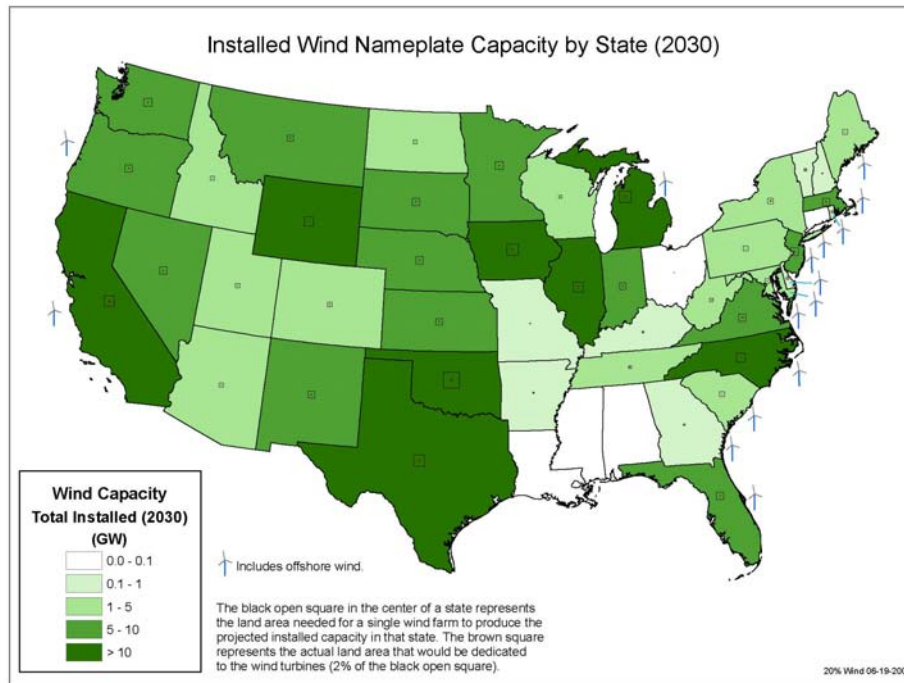 Installed Wind Nameplate Capacity by State (2030)
Wind Capacity
Total Installed (2030)
(GW)
0.0 - 0.1
0.1 - 1
1 - 5
5 - 10
> 10
Includes offshore wind.
The black open square in the center of a state represents
the land area needed for a single wind farm to produce the
projected installed capacity in that state. The brown square
represents the actual land area that would be dedicated
to the wind turbines (2% of the black open square).
20% Wind